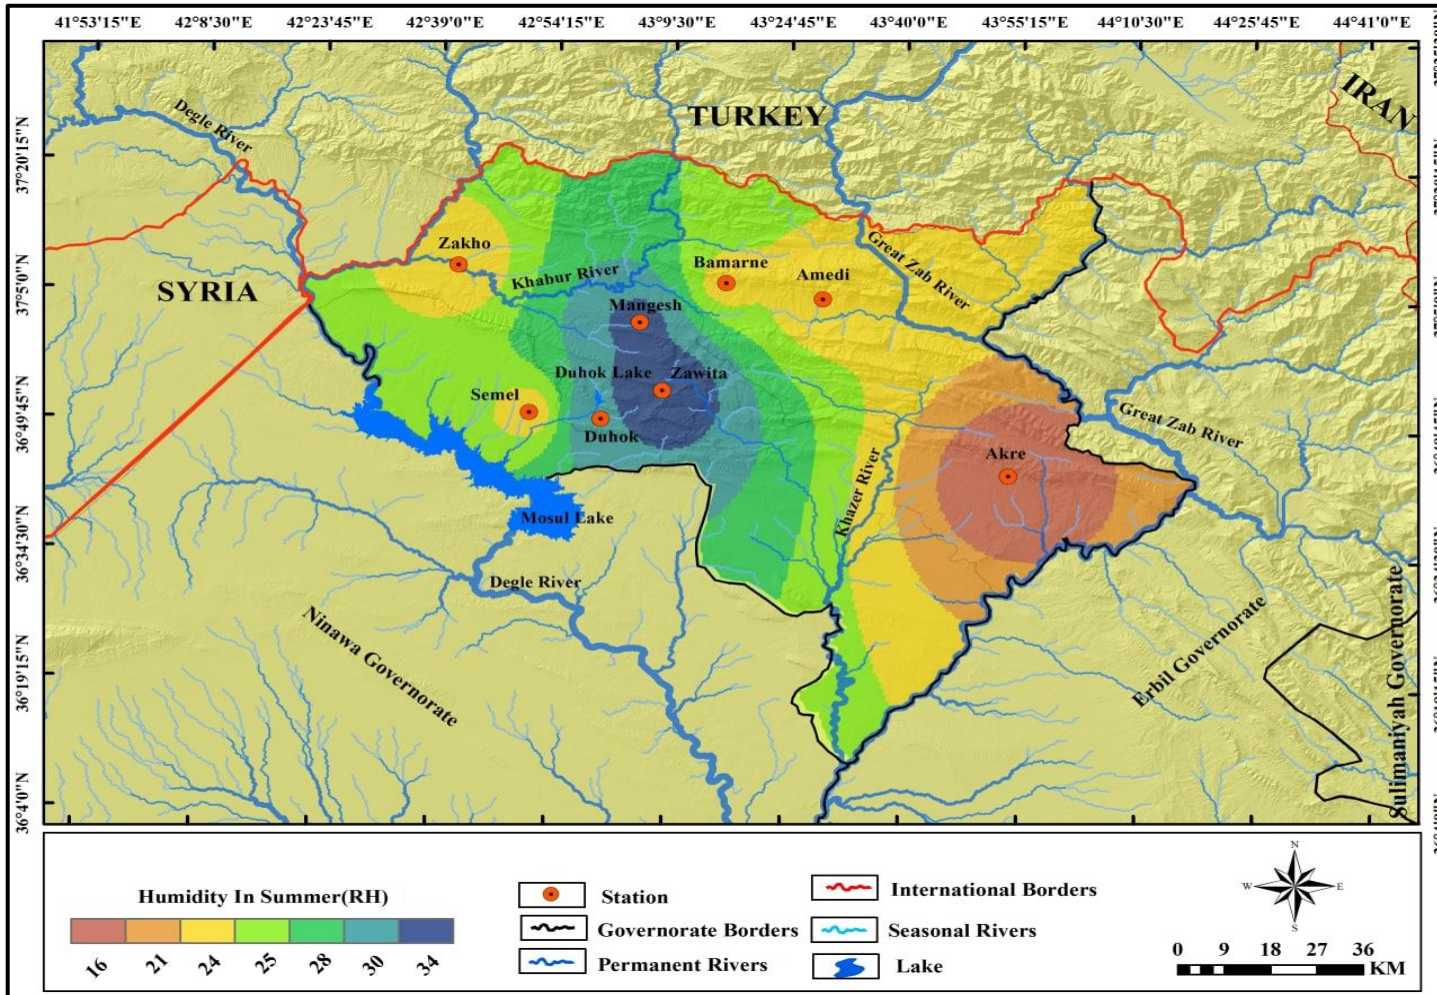 41°53'15"E 42°8'30"E 42°23'45"E 42°39'0"E 42°54'15"E 43°9'30"E 43°24'45"E 43°40'0"E 43°55'15"E 44°10'30"E 44°25'45"E 44°41'0"E
37°20'15"N
37°5'0"N
36°49'45"N
36°34'30"N
36°19'15"N
36°4'0"N
TURKEY
IRAN
SYRIA
Degle River
Zakho
Khabur River
Bamarne
Amedi
Great Zab River
Mangesh
Duhok Lake
Zawita
Semel
Duhok
Great Zab River
Akre
Khazer River
Mosul Lake
Degle River
Ninawa Governorate
Erbil Governorate
Sulimaniyah Governorate
Humidity In Summer(RH)
16 21 24 25 28 30 34
Station
Governorate Borders
Permanent Rivers
International Borders
Seasonal Rivers
Lake
N
W E
S
0 9 18 27 36
KM